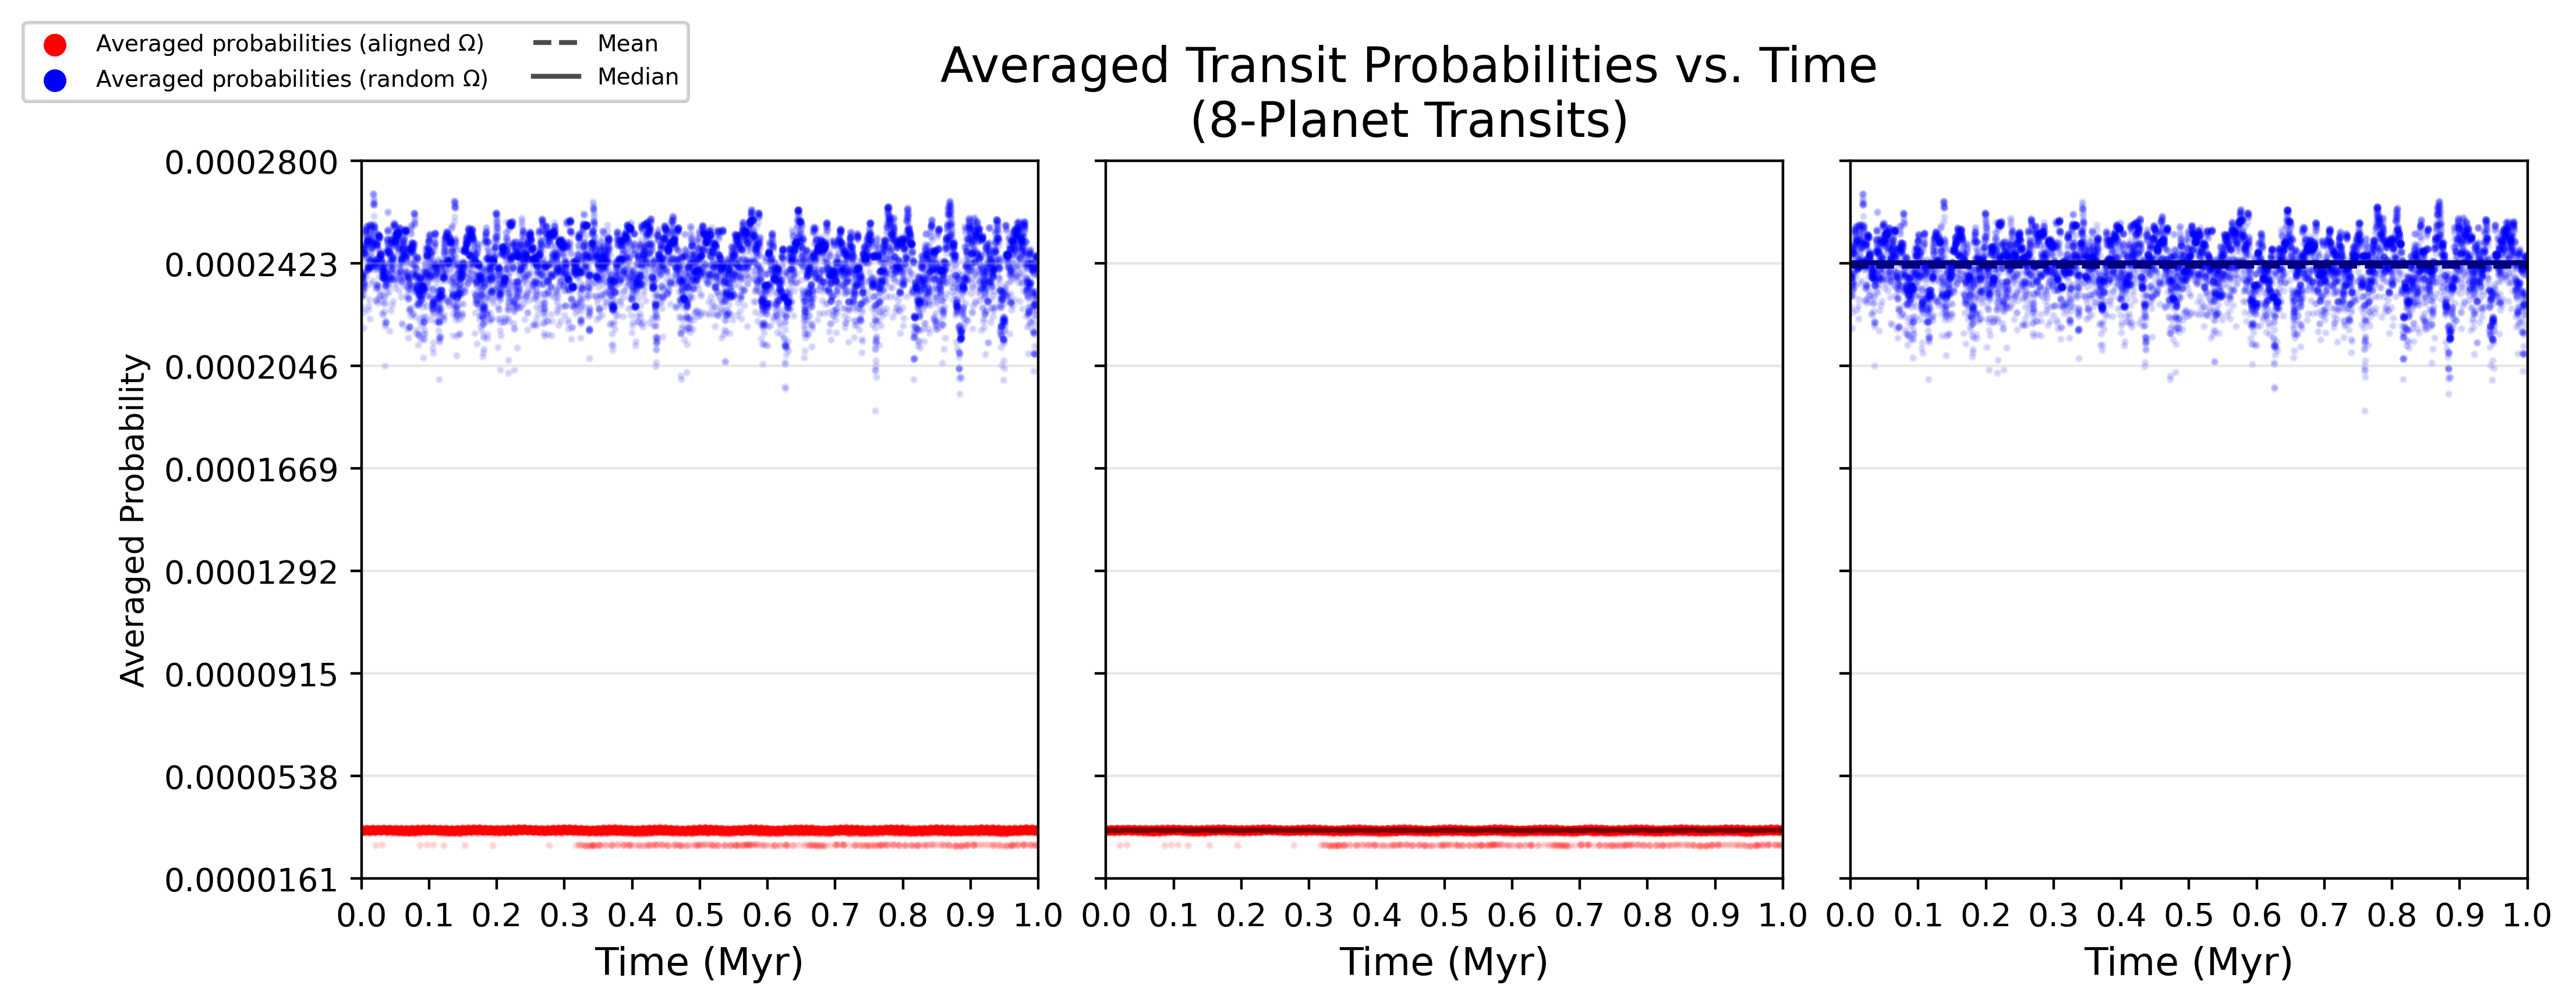 Averaged probabilities (aligned Ω)
Averaged probabilities (random Ω)
Mean
Median
Averaged Transit Probabilities vs. Time
(8-Planet Transits)
Averaged Probability
0.0002800
0.0002423
0.0002046
0.0001669
0.0001292
0.0000915
0.0000538
0.0000161
0.0 0.1 0.2 0.3 0.4 0.5 0.6 0.7 0.8 0.9 1.0
Time (Myr)
0.0 0.1 0.2 0.3 0.4 0.5 0.6 0.7 0.8 0.9 1.0
Time (Myr)
0.0 0.1 0.2 0.3 0.4 0.5 0.6 0.7 0.8 0.9 1.0
Time (Myr)